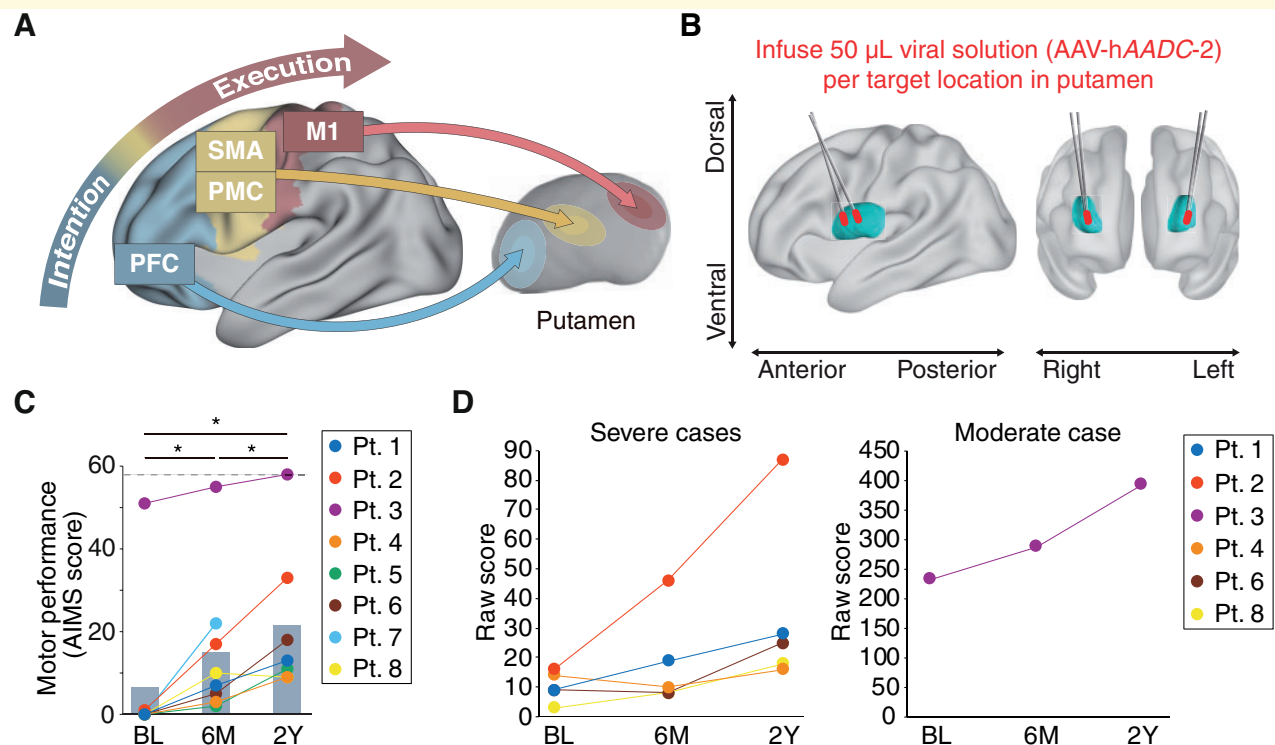 A
Execution
Intention
M1
SMA
PMC
PFC
Putamen
B
Infuse 50 µL viral solution (AAV-hAADC-2)
per target location in putamen
Dorsal
Ventral
Anterior
Posterior
Right
Left
C
*
* *
Motor performance
(AIMS score)
60
40
20
0
BL 6M 2Y
Pt. 1
Pt. 2
Pt. 3
Pt. 4
Pt. 5
Pt. 6
Pt. 7
Pt. 8
D
Severe cases
Raw score
90
80
70
60
50
40
30
20
10
0
BL 6M 2Y
Moderate case
Raw score
450
400
350
300
250
200
150
100
50
0
BL 6M 2Y
Pt. 1
Pt. 2
Pt. 3
Pt. 4
Pt. 6
Pt. 8